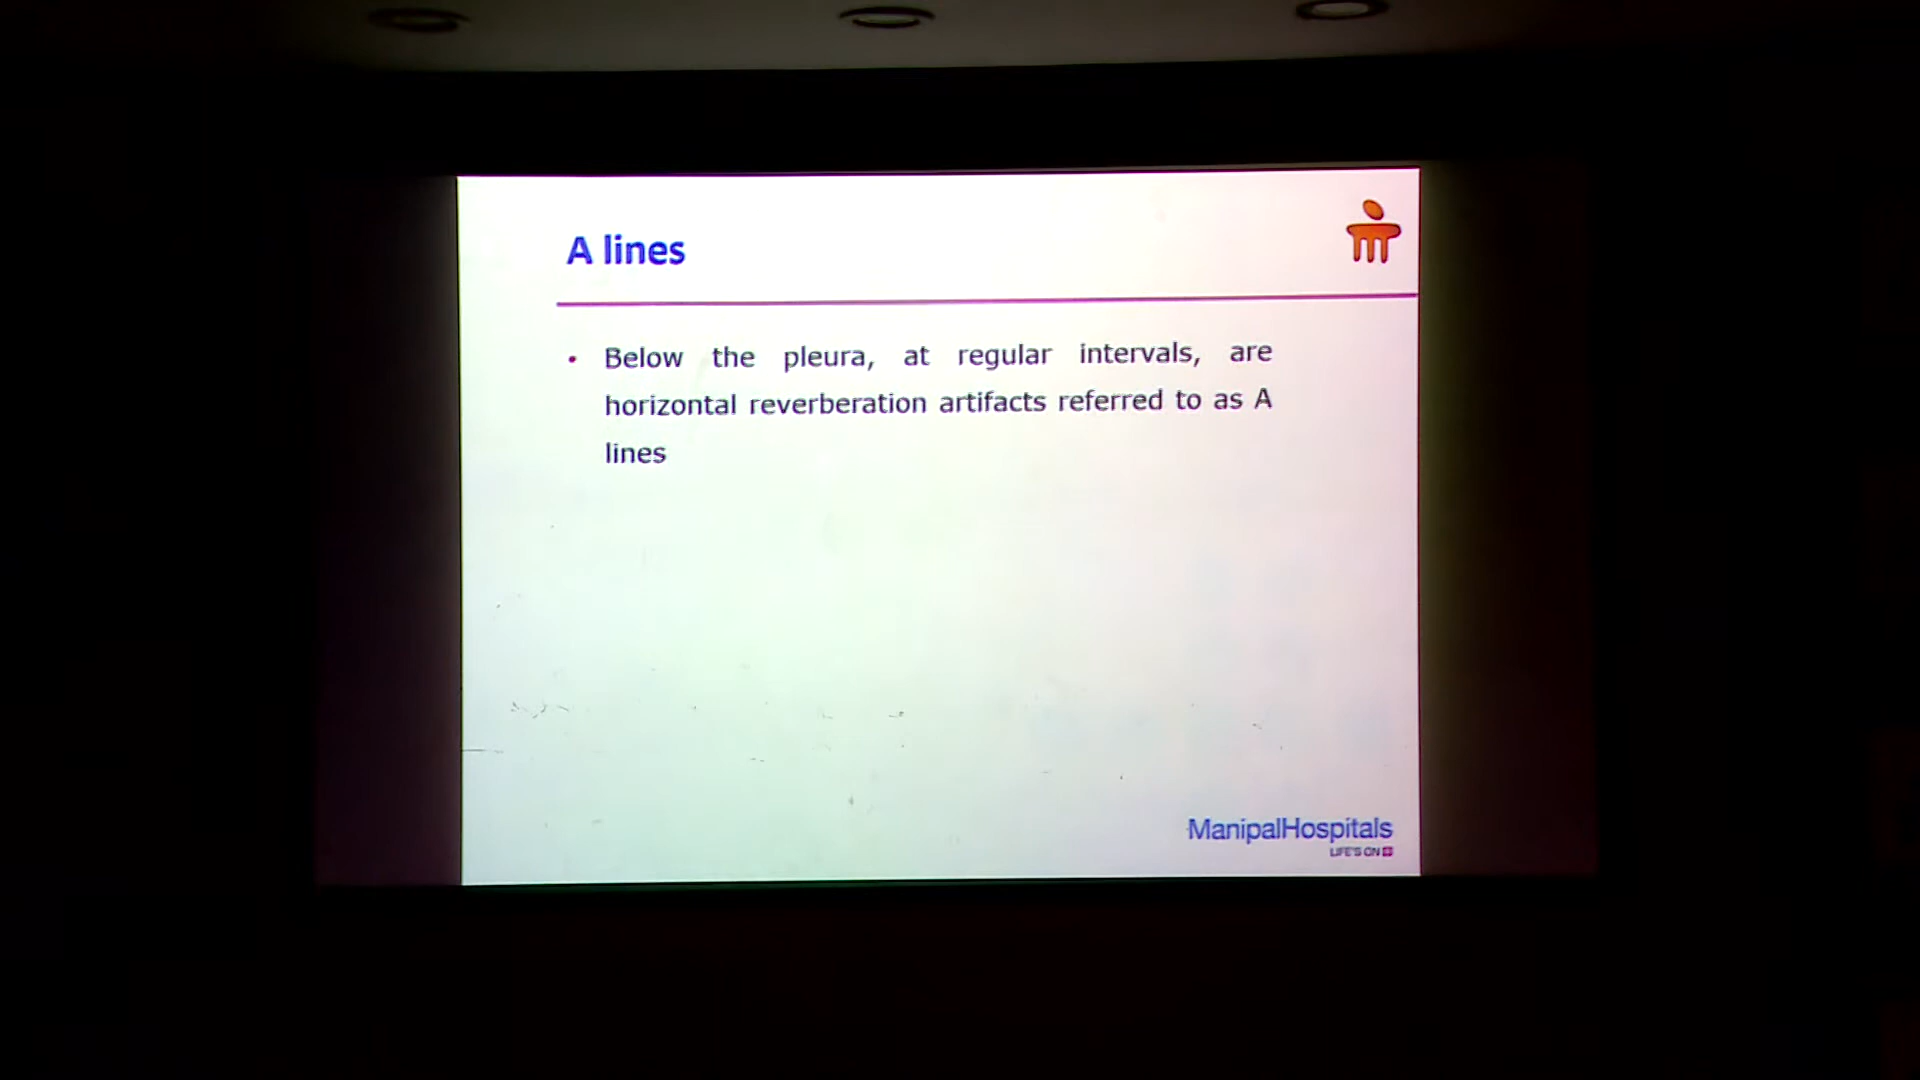 A lines
• Below the pleura, at regular intervals, are
horizontal reverberation artifacts referred to as A
lines
ManipalHospitals
LIFE'S ON